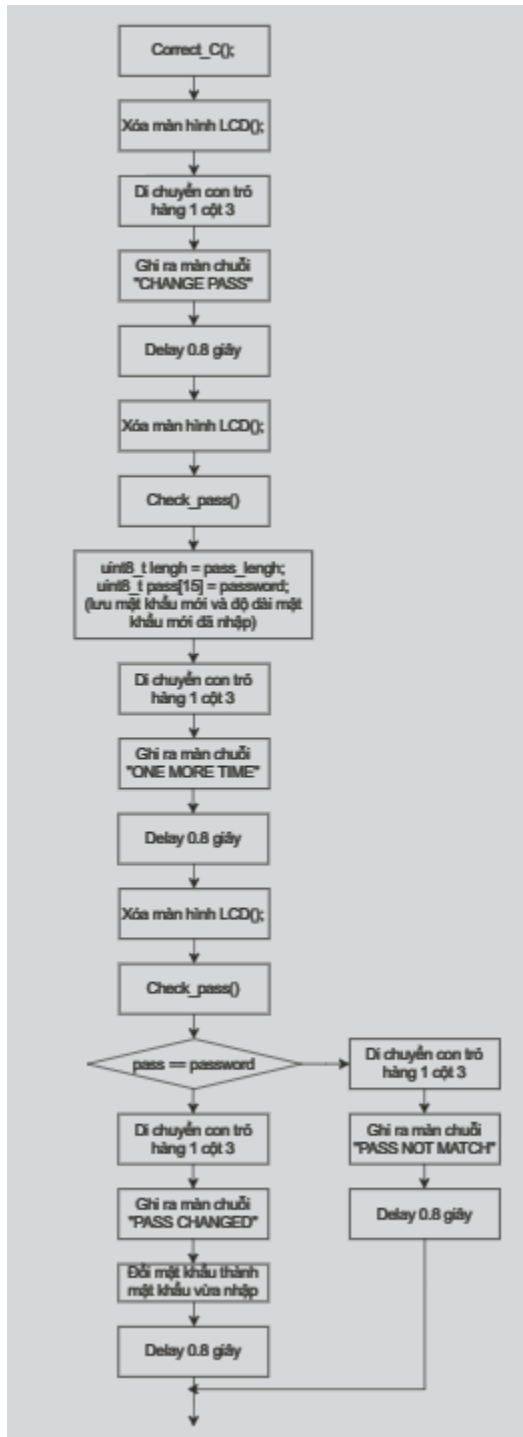 Correct_C();
Xóa màn hình LCD();
Di chuyển con trỏ
hàng 1 cột 3
Ghi ra màn chuỗi
"CHANGE PASS"
Delay 0.8 giây
Xóa màn hình LCD();
Check_pass()
uint8_t lengh = pass_lengh;
uint8_t pass[15] = password;
(lưu mật khẩu mới và độ dài mật
khẩu mới đã nhập)
Di chuyển con trỏ
hàng 1 cột 3
Ghi ra màn chuỗi
"ONE MORE TIME"
Delay 0.8 giây
Xóa màn hình LCD();
Check_pass()
pass == password
Di chuyển con trỏ
hàng 1 cột 3
Di chuyển con trỏ
hàng 1 cột 3
Ghi ra màn chuỗi
"PASS NOT MATCH"
Ghi ra màn chuỗi
"PASS CHANGED"
Delay 0.8 giây
Đổi mật khẩu thành
mật khẩu vừa nhập
Delay 0.8 giây